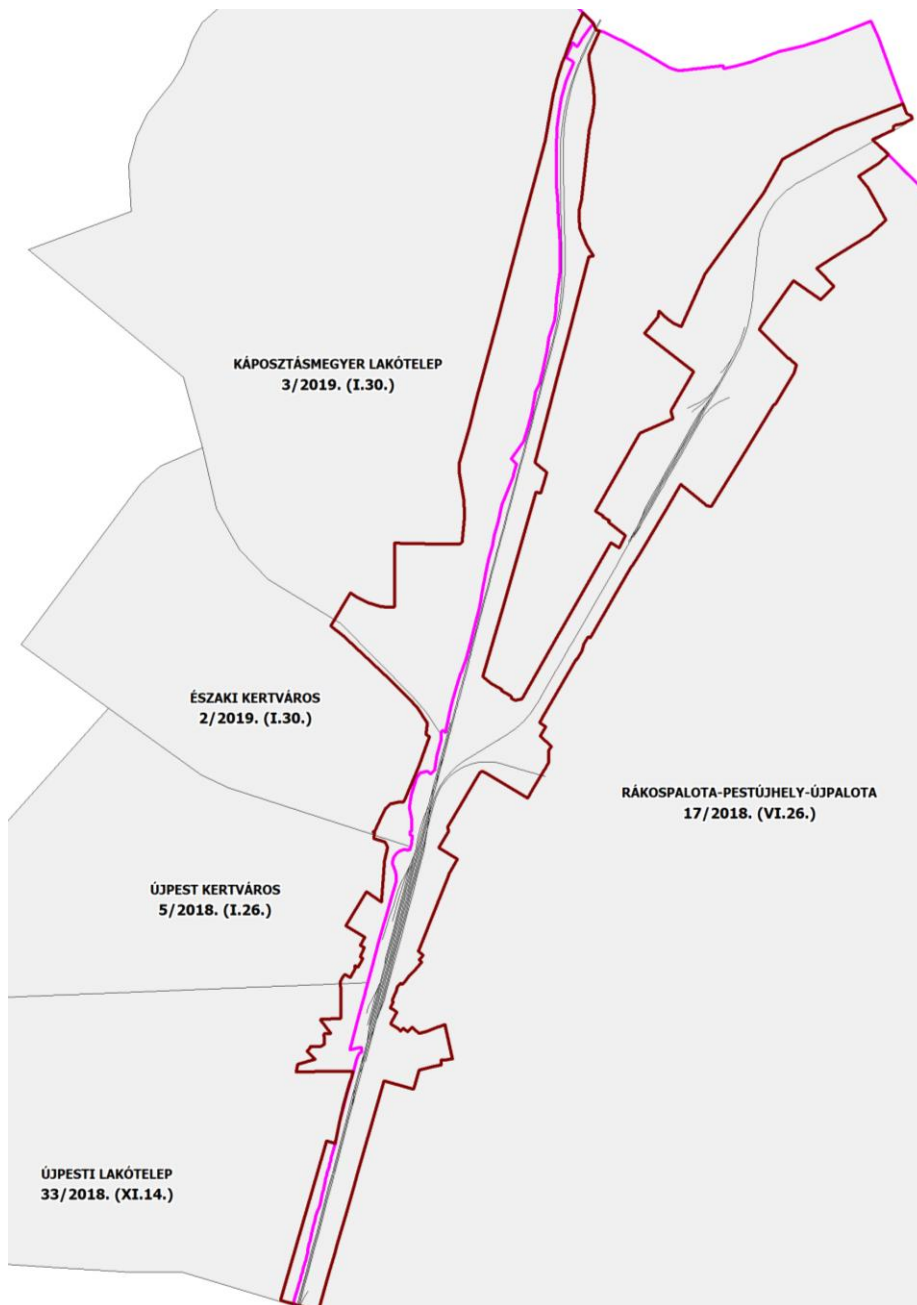 KÁPOSZTÁSMEGYER LAKÓTELEP
3/2019. (I.30.)
ÉSZAKI KERTVÁROS
2/2019. (I.30.)
RÁKOSPALOTA-PESTÚJHELY-ÚJPALOTA
17/2018. (VI.26.)
ÚJPEST KERTVÁROS
5/2018. (I.26.)
ÚJPESTI LAKÓTELEP
33/2018. (XI.14.)